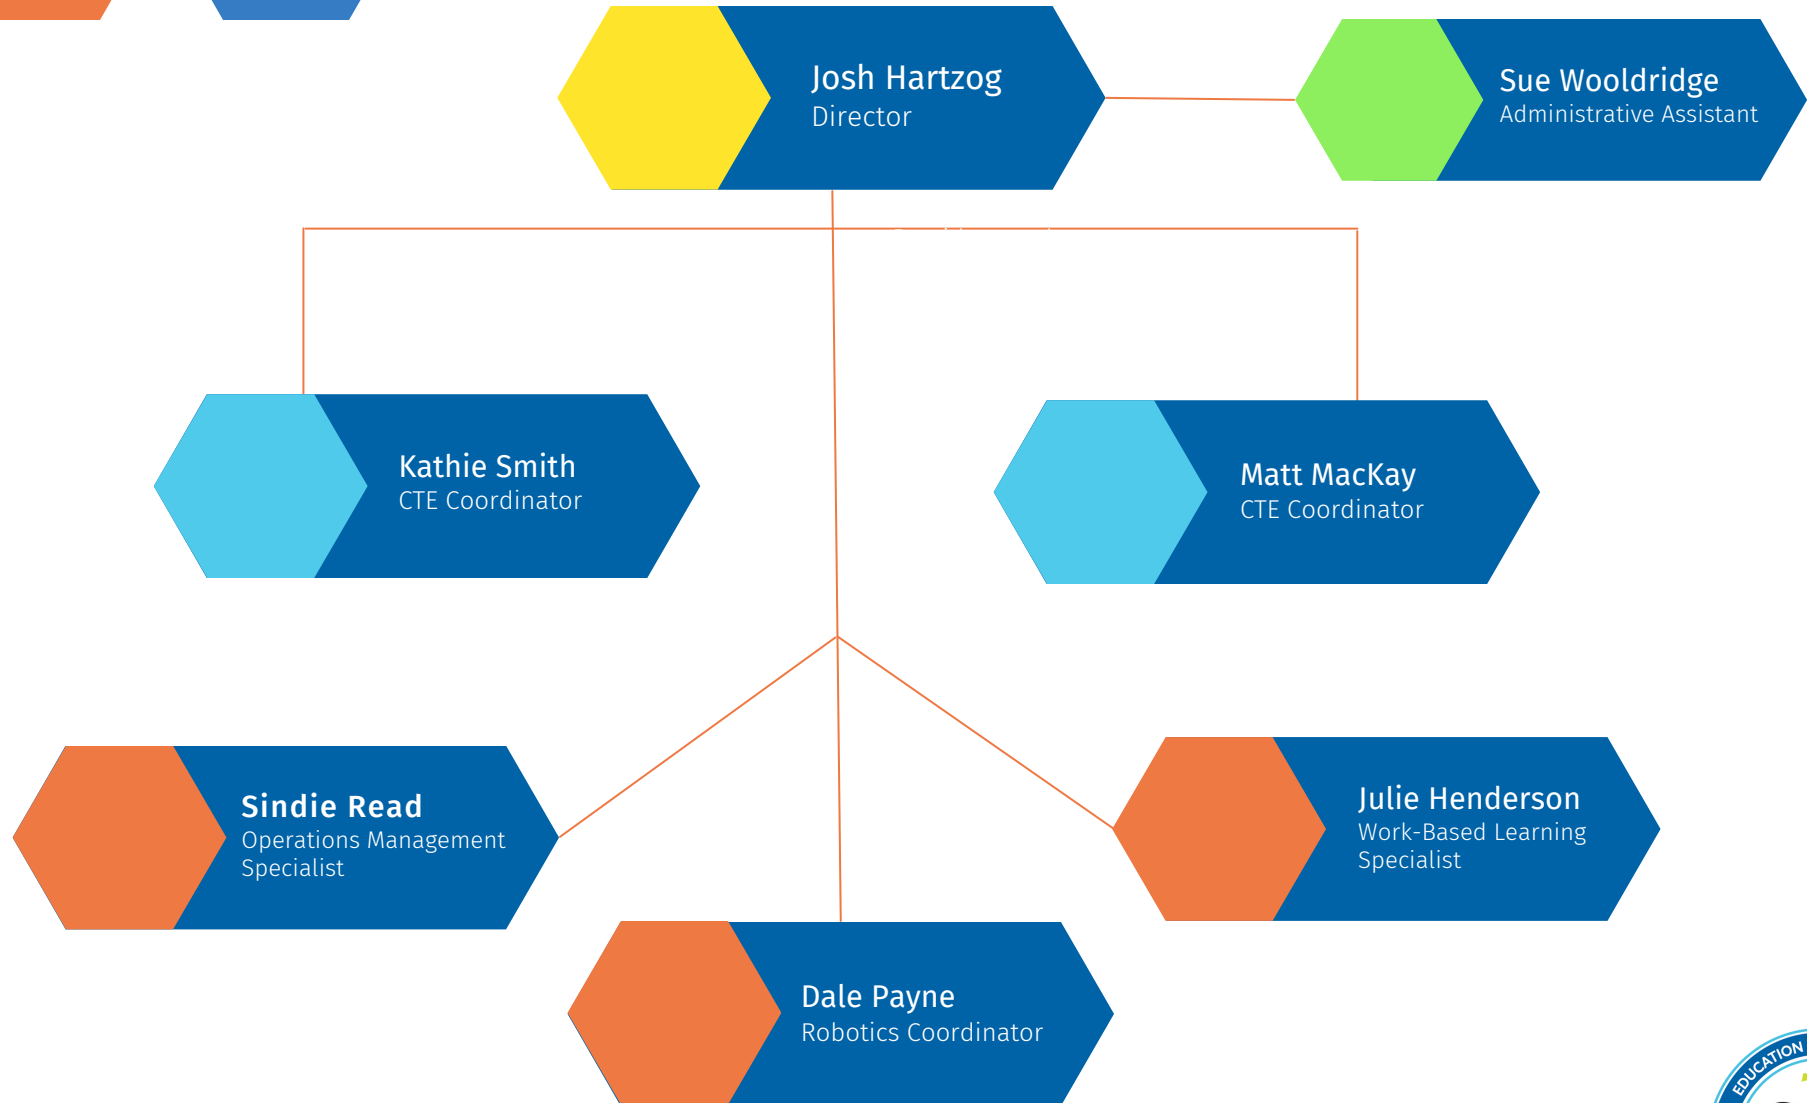 Josh Hartzog
Director
Sue Wooldridge
Administrative Assistant
Kathie Smith
CTE Coordinator
Matt MacKay
CTE Coordinator
Sindie Read
Operations Management
Specialist
Julie Henderson
Work-Based Learning
Specialist
Dale Payne
Robotics Coordinator
EDUCATION